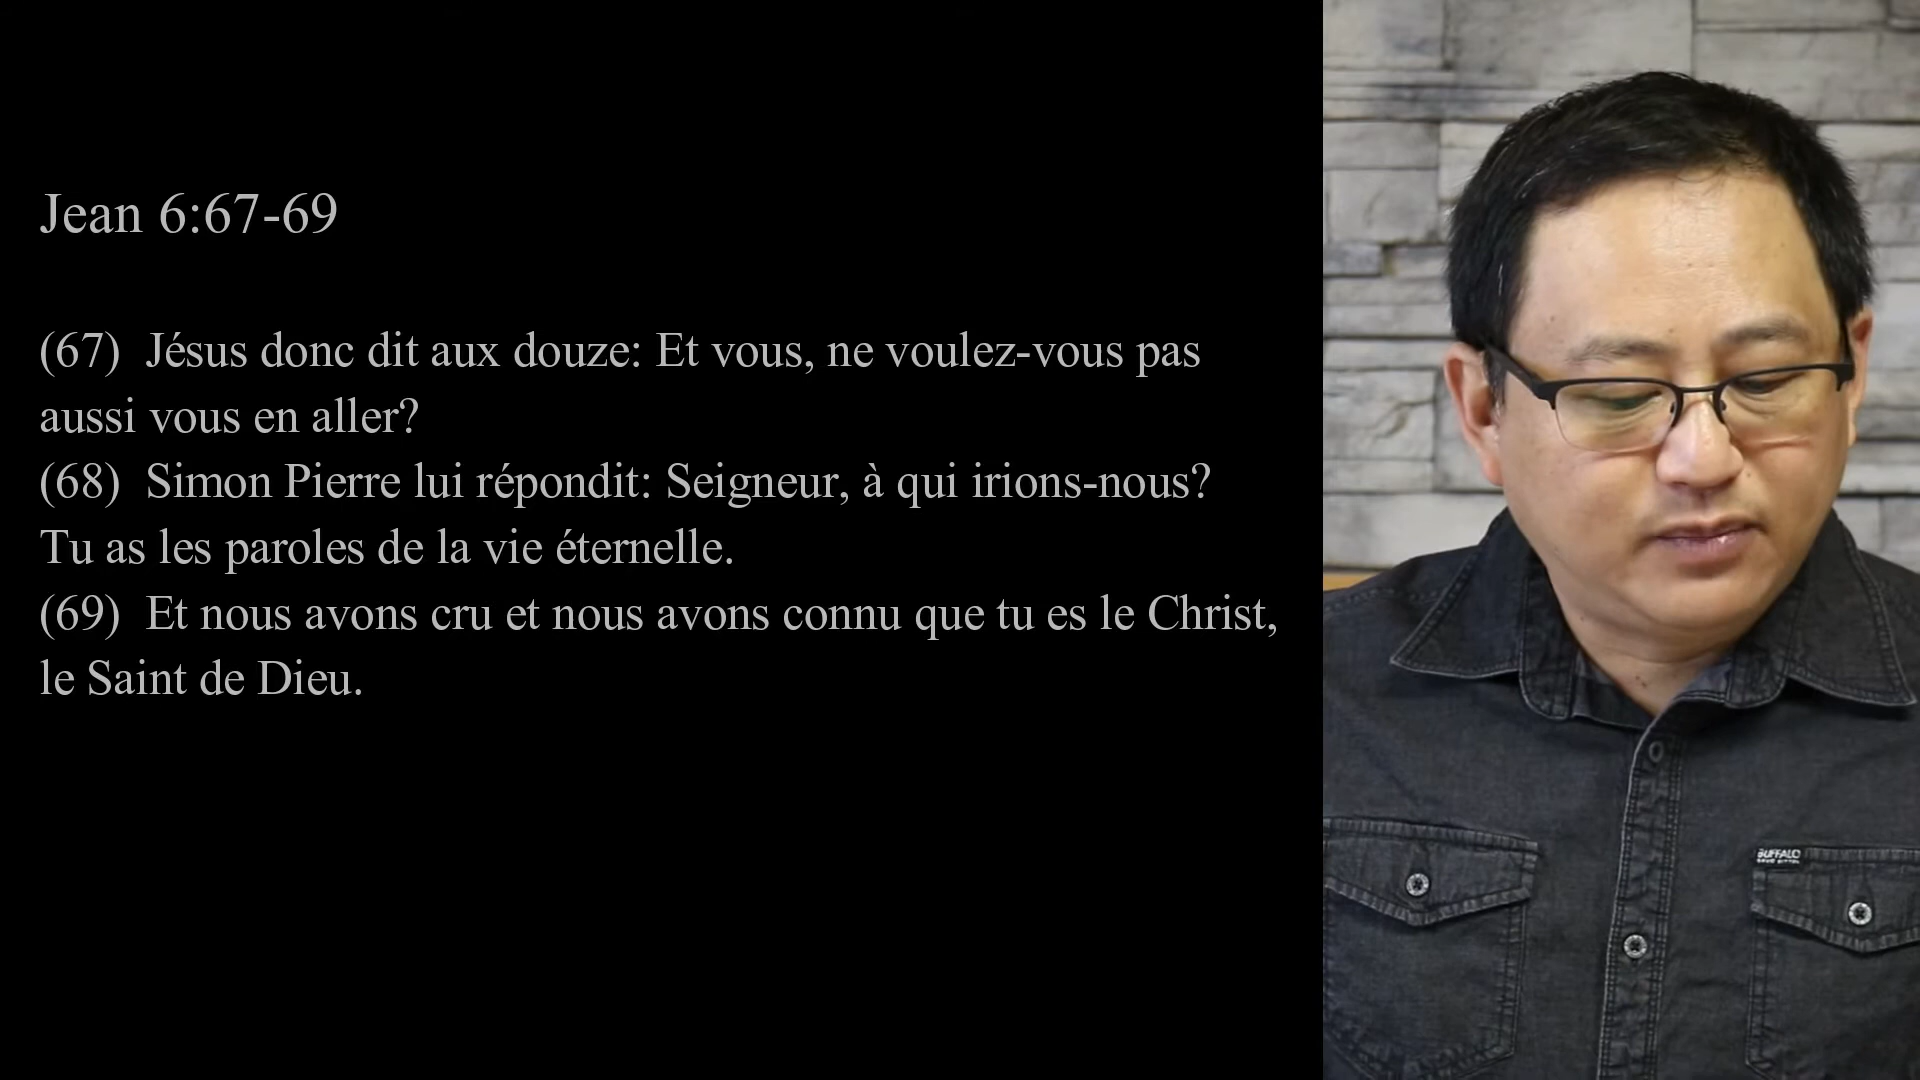 Jean 6:67-69
(67) Jésus donc dit aux douze: Et vous, ne voulez-vous pas
aussi vous en aller?
(68) Simon Pierre lui répondit: Seigneur, à qui irions-nous?
Tu as les paroles de la vie éternelle.
(69) Et nous avons cru et nous avons connu que tu es le Christ,
le Saint de Dieu.
BUFFALO